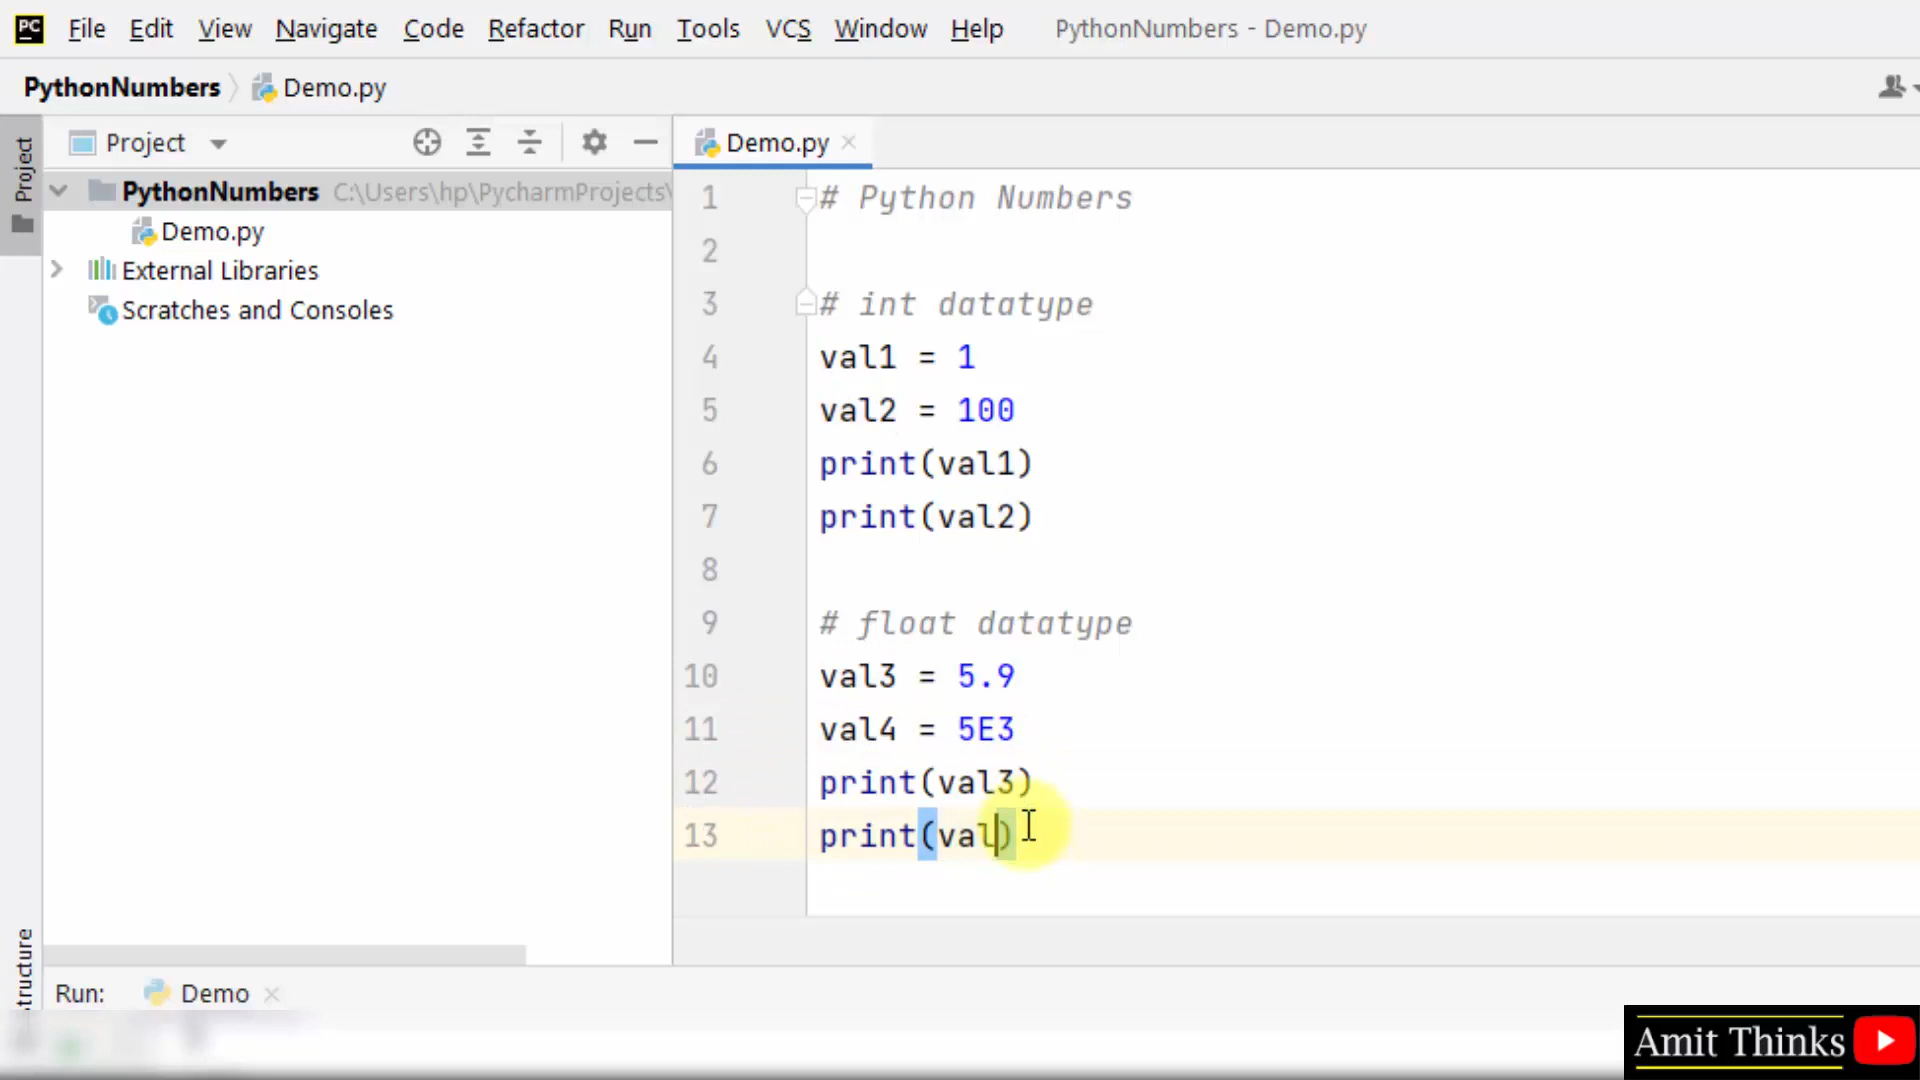 PC File Edit View Navigate Code Refactor Run Tools VCS Window Help PythonNumbers - Demo.py
PythonNumbers Demo.py
Project
Project
Demo.py
PythonNumbers C:\Users\hp\PycharmProjects\
Demo.py
External Libraries
Scratches and Consoles
1 # Python Numbers
2
3 # int datatype
4 val1 = 1
5 val2 = 100
6 print(val1)
7 print(val2)
8
9 # float datatype
10 val3 = 5.9
11 val4 = 5E3
12 print(val3)
13 print(val)
tructure
Run: Demo
Amit Thinks